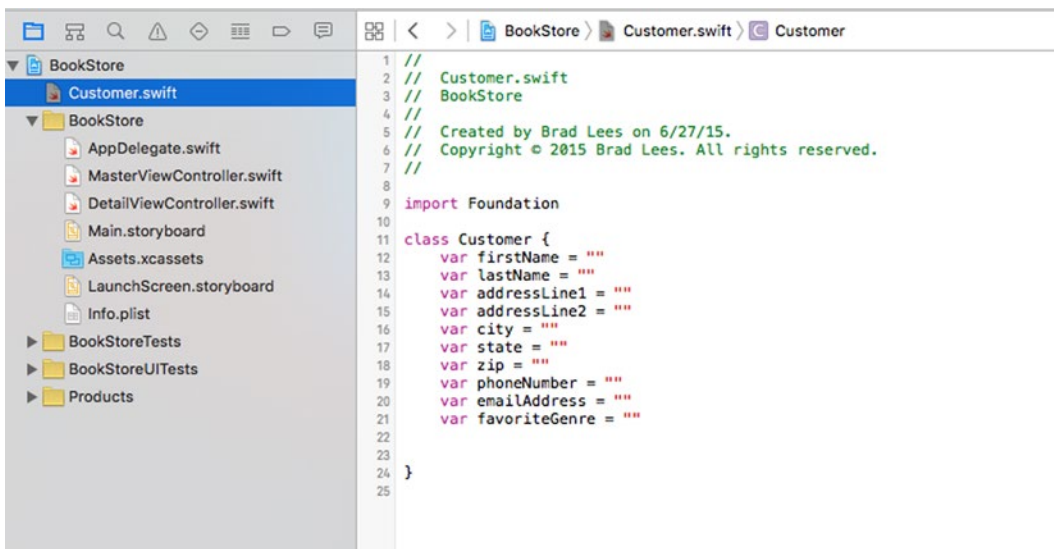 BookStore
Customer.swift
BookStore
AppDelegate.swift
MasterViewController.swift
DetailViewController.swift
Main.storyboard
Assets.xcassets
LaunchScreen.storyboard
Info.plist
BookStoreTests
BookStoreUITests
Products
BookStore Customer.swift C Customer
1 //
2 //  Customer.swift
3 //  BookStore
4 //
5 //  Created by Brad Lees on 6/27/15.
6 //  Copyright © 2015 Brad Lees. All rights reserved.
7 //
8
9 import Foundation
10
11 class Customer {
12     var firstName = ""
13     var lastName = ""
14     var addressLine1 = ""
15     var addressLine2 = ""
16     var city = ""
17     var state = ""
18     var zip = ""
19     var phoneNumber = ""
20     var emailAddress = ""
21     var favoriteGenre = ""
22
23
24 }
25